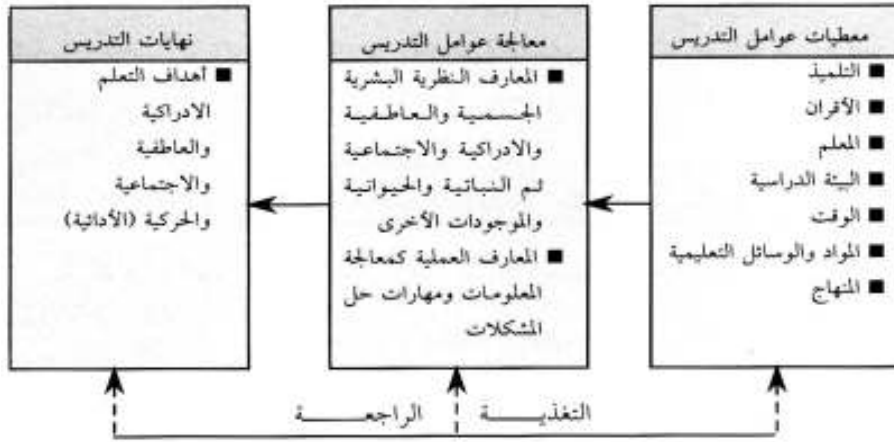 معطيات عوامل التدريس
■ التلميذ
■ الأقران
■ المعلم
■ البيئة الدراسية
■ الوقت
■ المواد والوسائل التعليمية
■ المنهاج
معالجة عوامل التدريس
■ المعارف النظرية البشرية
الجسمية والعاطفية
والادراكية والاجتماعية
ثم النباتية والحيوانية
والموجودات الأخرى
■ المعارف العملية كمعالجة
المعلومات ومهارات حل
المشكلات
نهايات التدريس
■ أهداف التعلم
الادراكية
والعاطفية
والاجتماعية
والحركية (الأدائية)
التغذيـــــة الراجعـــــة